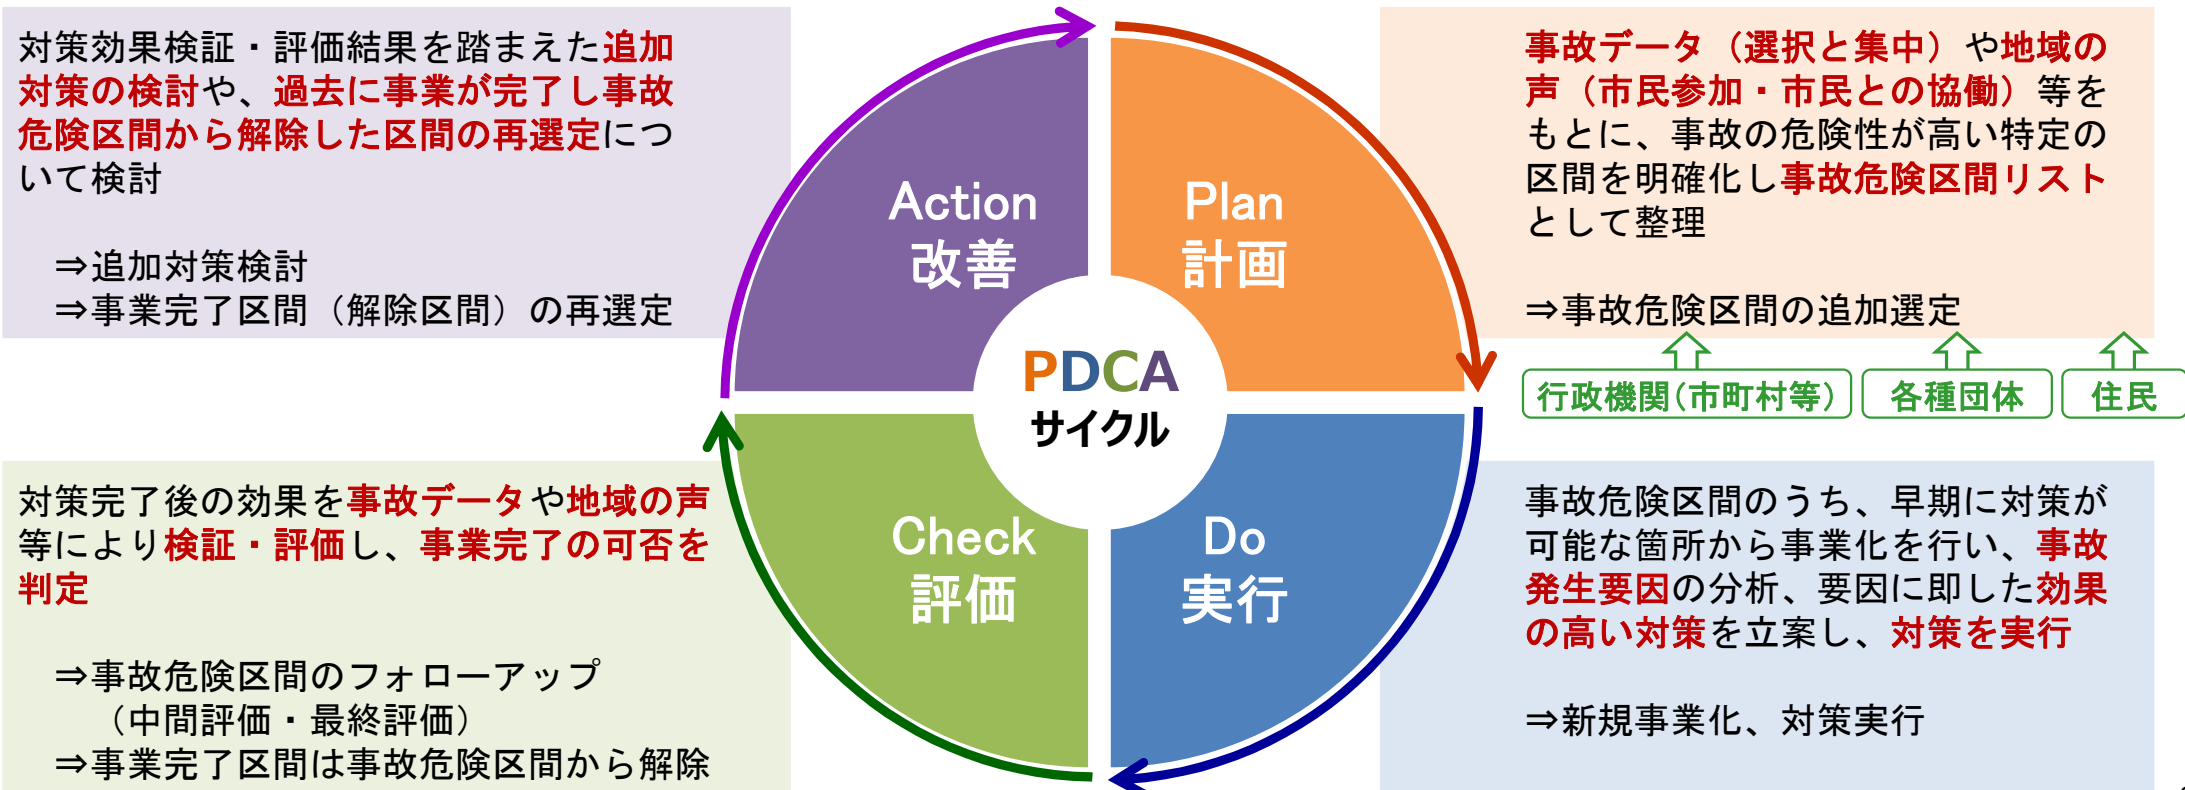 対策効果検証・評価結果を踏まえた追加
対策の検討や、過去に事業が完了し事故
危険区間から解除した区間の再選定につ
いて検討
⇒追加対策検討
⇒事業完了区間（解除区間）の再選定
Action
改善
Plan
計画
事故データ（選択と集中）や地域の
声（市民参加・市民との協働）等を
もとに、事故の危険性が高い特定の
区間を明確化し事故危険区間リスト
として整理
⇒事故危険区間の追加選定
行政機関(市町村等)
各種団体
住民
PDCA
サイクル
対策完了後の効果を事故データや地域の声
等により検証・評価し、事業完了の可否を
判定
⇒事故危険区間のフォローアップ
（中間評価・最終評価）
⇒事業完了区間は事故危険区間から解除
Check
評価
Do
実行
事故危険区間のうち、早期に対策が
可能な箇所から事業化を行い、事故
発生要因の分析、要因に即した効果
の高い対策を立案し、対策を実行
⇒新規事業化、対策実行